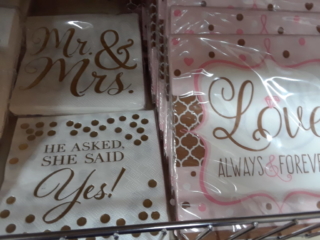 Mr. &
Mrs.
HE ASKED,
SHE SAID
Yes!
Love
ALWAYS & FOREVER